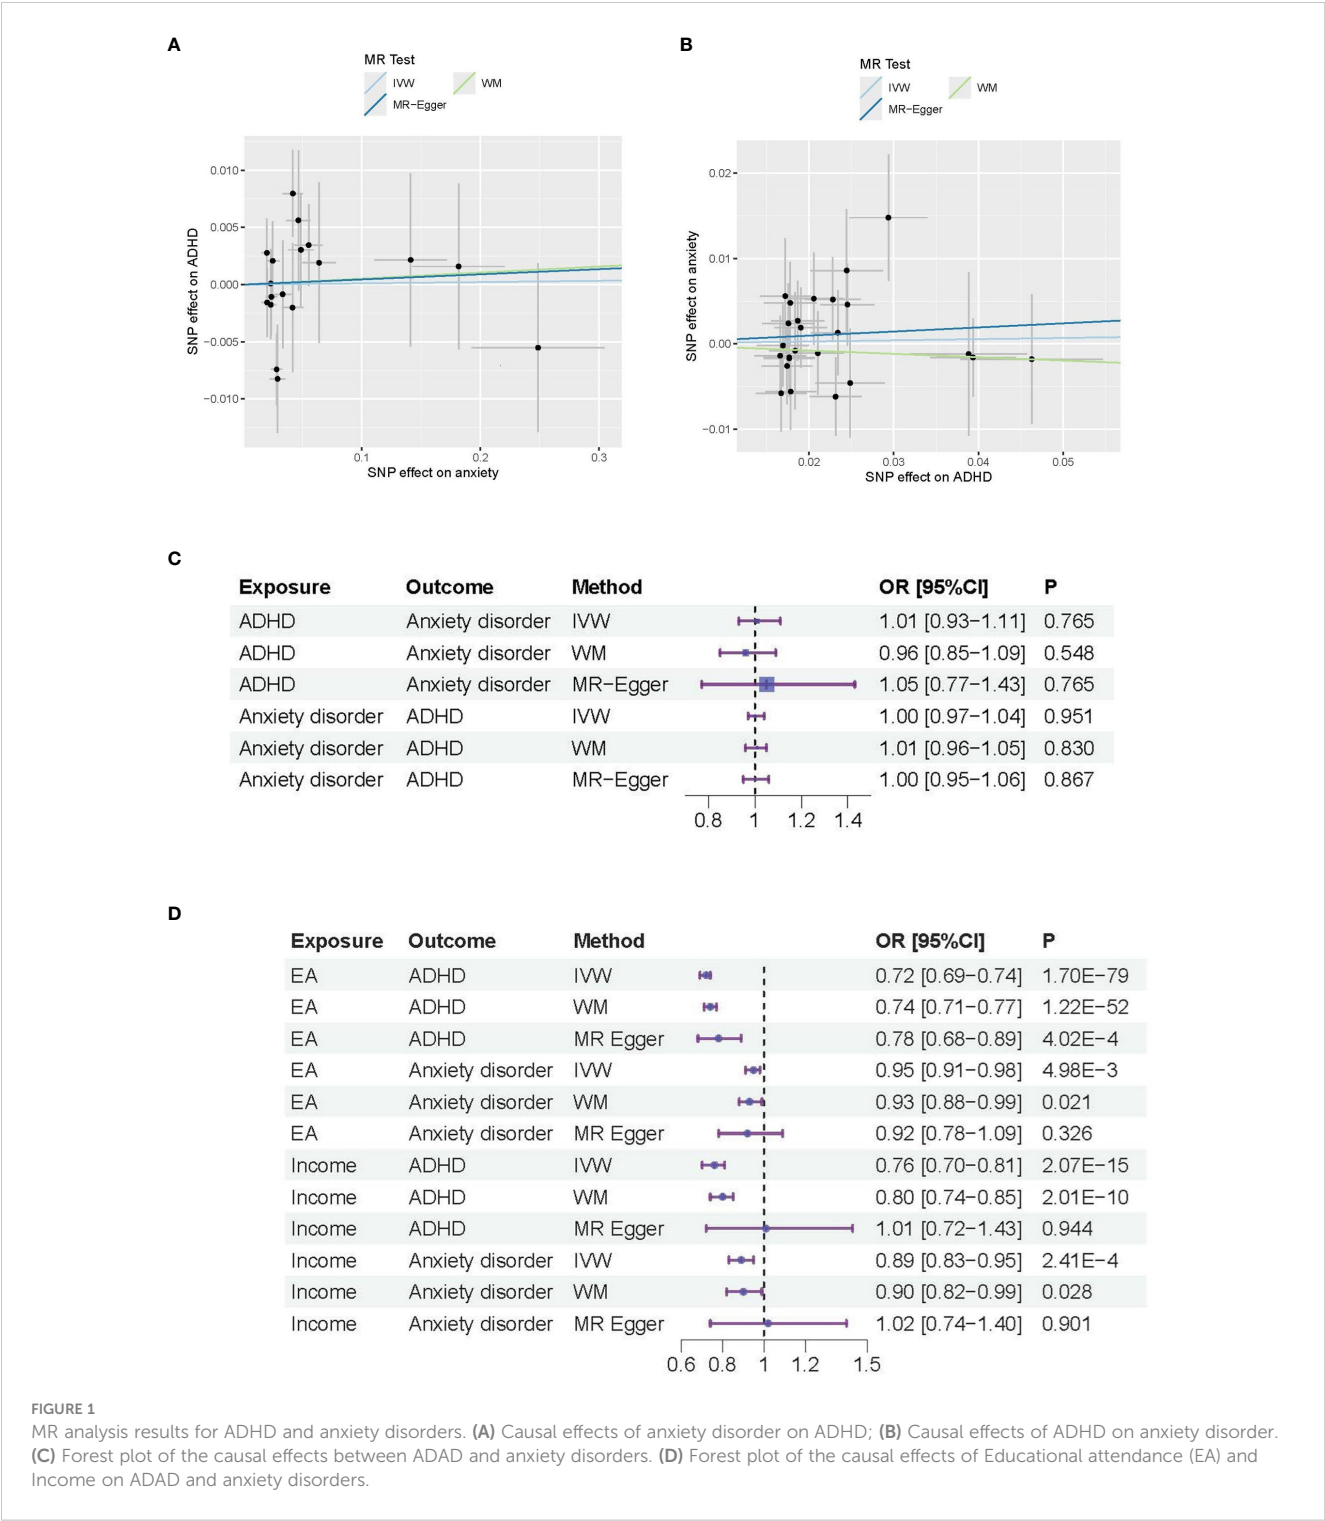 A
MR Test
IVW
WM
MR−Egger
0.010
0.005
0.000
−0.005
−0.010
SNP effect on ADHD
0.1
0.2
0.3
SNP effect on anxiety
B
MR Test
IVW
WM
MR−Egger
0.02
0.01
0.00
−0.01
SNP effect on anxiety
0.02
0.03
0.04
0.05
SNP effect on ADHD
C
Exposure Outcome Method OR [95%CI] P
ADHD Anxiety disorder IVW 1.01 [0.93−1.11] 0.765
ADHD Anxiety disorder WM 0.96 [0.85−1.09] 0.548
ADHD Anxiety disorder MR−Egger 1.05 [0.77−1.43] 0.765
Anxiety disorder ADHD IVW 1.00 [0.97−1.04] 0.951
Anxiety disorder ADHD WM 1.01 [0.96−1.05] 0.830
Anxiety disorder ADHD MR−Egger 1.00 [0.95−1.06] 0.867
0.8 1 1.2 1.4
D
Exposure Outcome Method OR [95%CI] P
EA ADHD IVW 0.72 [0.69−0.74] 1.70E−79
EA ADHD WM 0.74 [0.71−0.77] 1.22E−52
EA ADHD MR Egger 0.78 [0.68−0.89] 4.02E−4
EA Anxiety disorder IVW 0.95 [0.91−0.98] 4.98E−3
EA Anxiety disorder WM 0.93 [0.88−0.99] 0.021
EA Anxiety disorder MR Egger 0.92 [0.78−1.09] 0.326
Income ADHD IVW 0.76 [0.70−0.81] 2.07E−15
Income ADHD WM 0.80 [0.74−0.85] 2.01E−10
Income ADHD MR Egger 1.01 [0.72−1.43] 0.944
Income Anxiety disorder IVW 0.89 [0.83−0.95] 2.41E−4
Income Anxiety disorder WM 0.90 [0.82−0.99] 0.028
Income Anxiety disorder MR Egger 1.02 [0.74−1.40] 0.901
0.6 0.8 1 1.2 1.5
FIGURE 1
MR analysis results for ADHD and anxiety disorders. (A) Causal effects of anxiety disorder on ADHD; (B) Causal effects of ADHD on anxiety disorder.
(C) Forest plot of the causal effects between ADAD and anxiety disorders. (D) Forest plot of the causal effects of Educational attendance (EA) and
Income on ADAD and anxiety disorders.